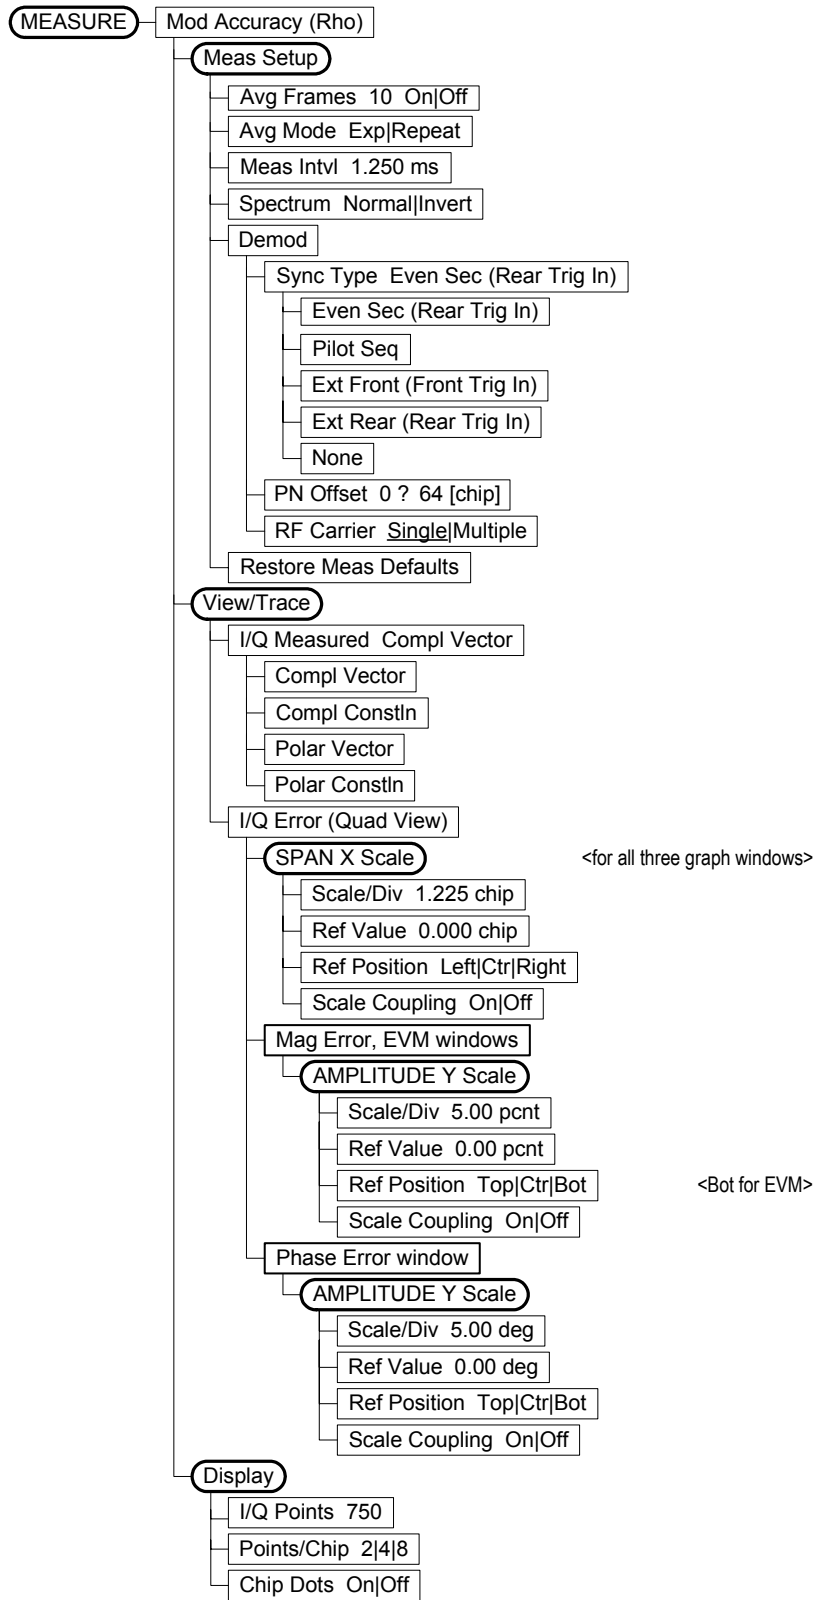 MEASURE Mod Accuracy (Rho)
Meas Setup
Avg Frames 10 On|Off
Avg Mode Exp|Repeat
Meas Intvl 1.250 ms
Spectrum Normal|Invert
Demod
Sync Type Even Sec (Rear Trig In)
Even Sec (Rear Trig In)
Pilot Seq
Ext Front (Front Trig In)
Ext Rear (Rear Trig In)
None
PN Offset 0 ? 64 [chip]
RF Carrier Single|Multiple
Restore Meas Defaults
View/Trace
I/Q Measured Compl Vector
Compl Vector
Compl Constln
Polar Vector
Polar Constln
I/Q Error (Quad View)
SPAN X Scale <for all three graph windows>
Scale/Div 1.225 chip
Ref Value 0.000 chip
Ref Position Left|Ctr|Right
Scale Coupling On|Off
Mag Error, EVM windows
AMPLITUDE Y Scale
Scale/Div 5.00 pcnt
Ref Value 0.00 pcnt
Ref Position Top|Ctr|Bot <Bot for EVM>
Scale Coupling On|Off
Phase Error window
AMPLITUDE Y Scale
Scale/Div 5.00 deg
Ref Value 0.00 deg
Ref Position Top|Ctr|Bot
Scale Coupling On|Off
Display
I/Q Points 750
Points/Chip 2|4|8
Chip Dots On|Off